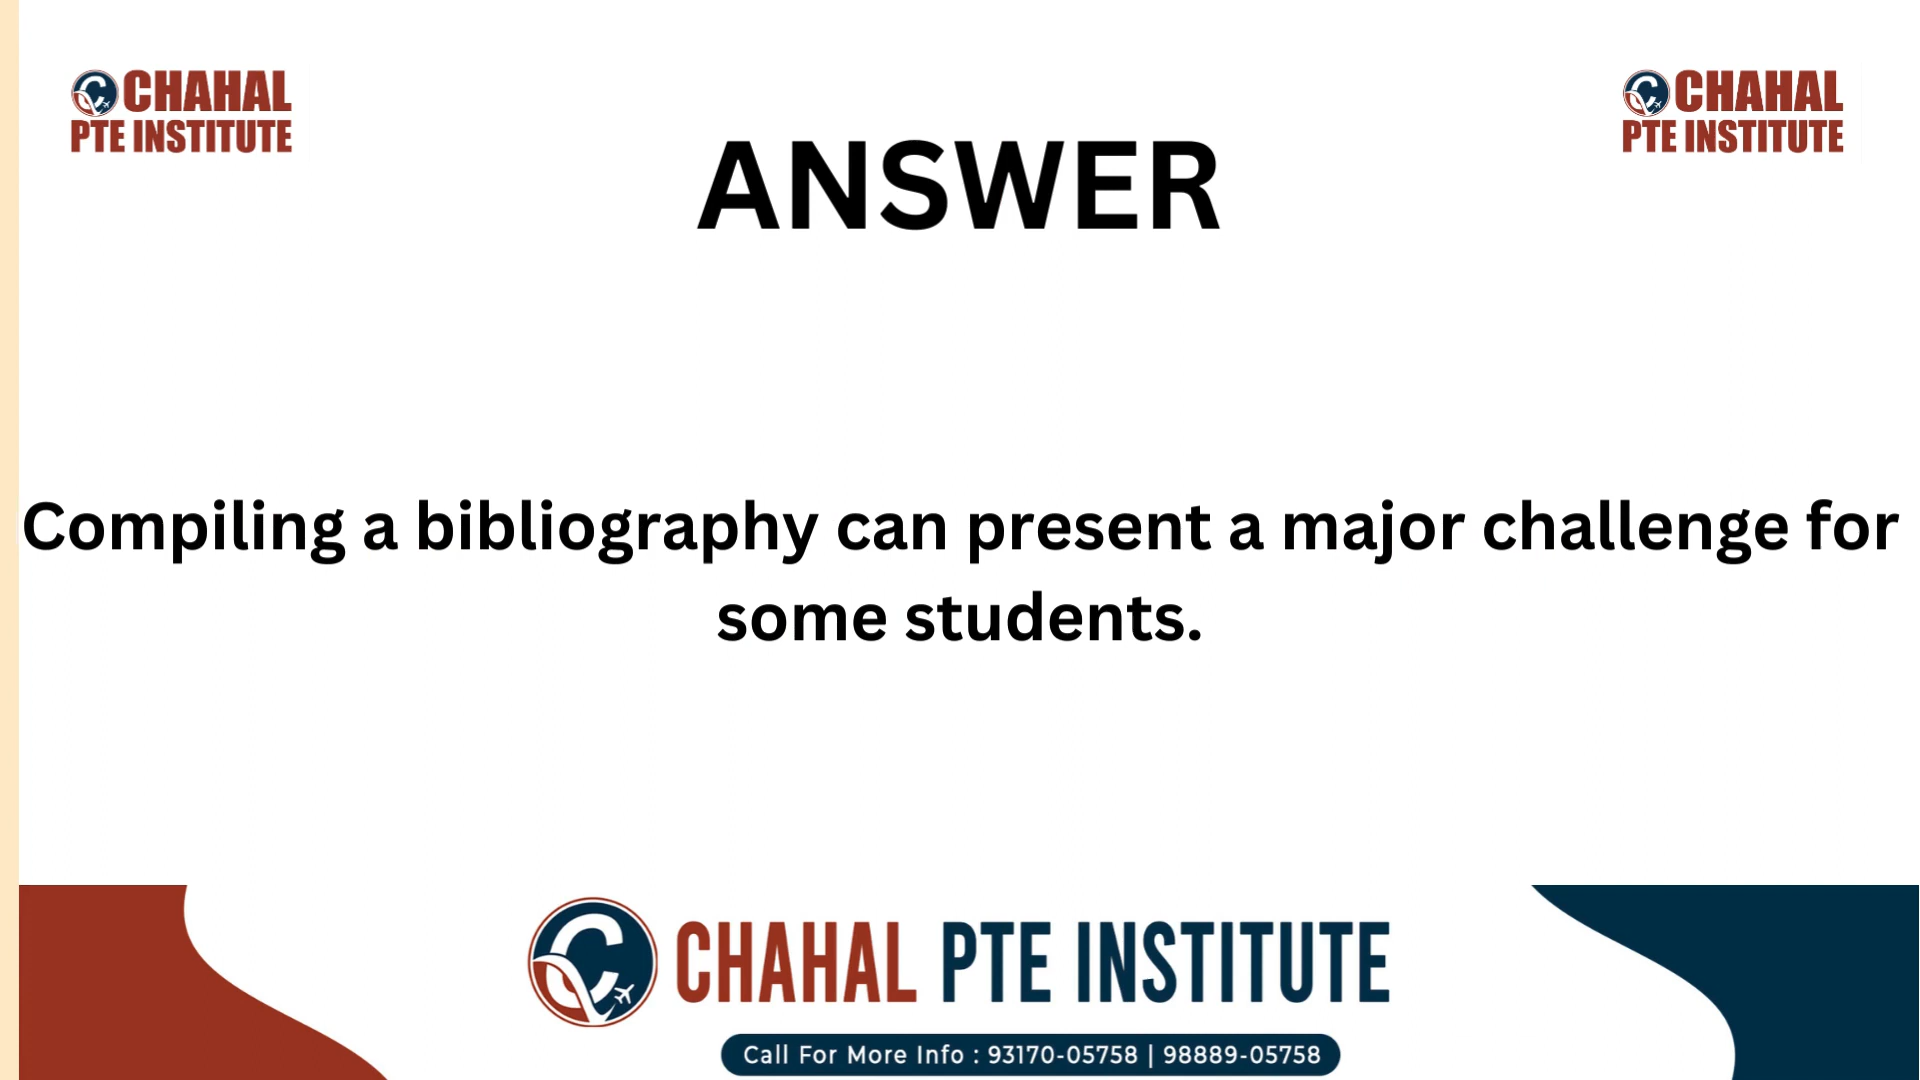 CHAHAL
PTE INSTITUTE
CHAHAL
PTE INSTITUTE
ANSWER
Compiling a bibliography can present a major challenge for
some students.
CHAHAL PTE INSTITUTE
Call For More Info : 93170-05758 | 98889-05758